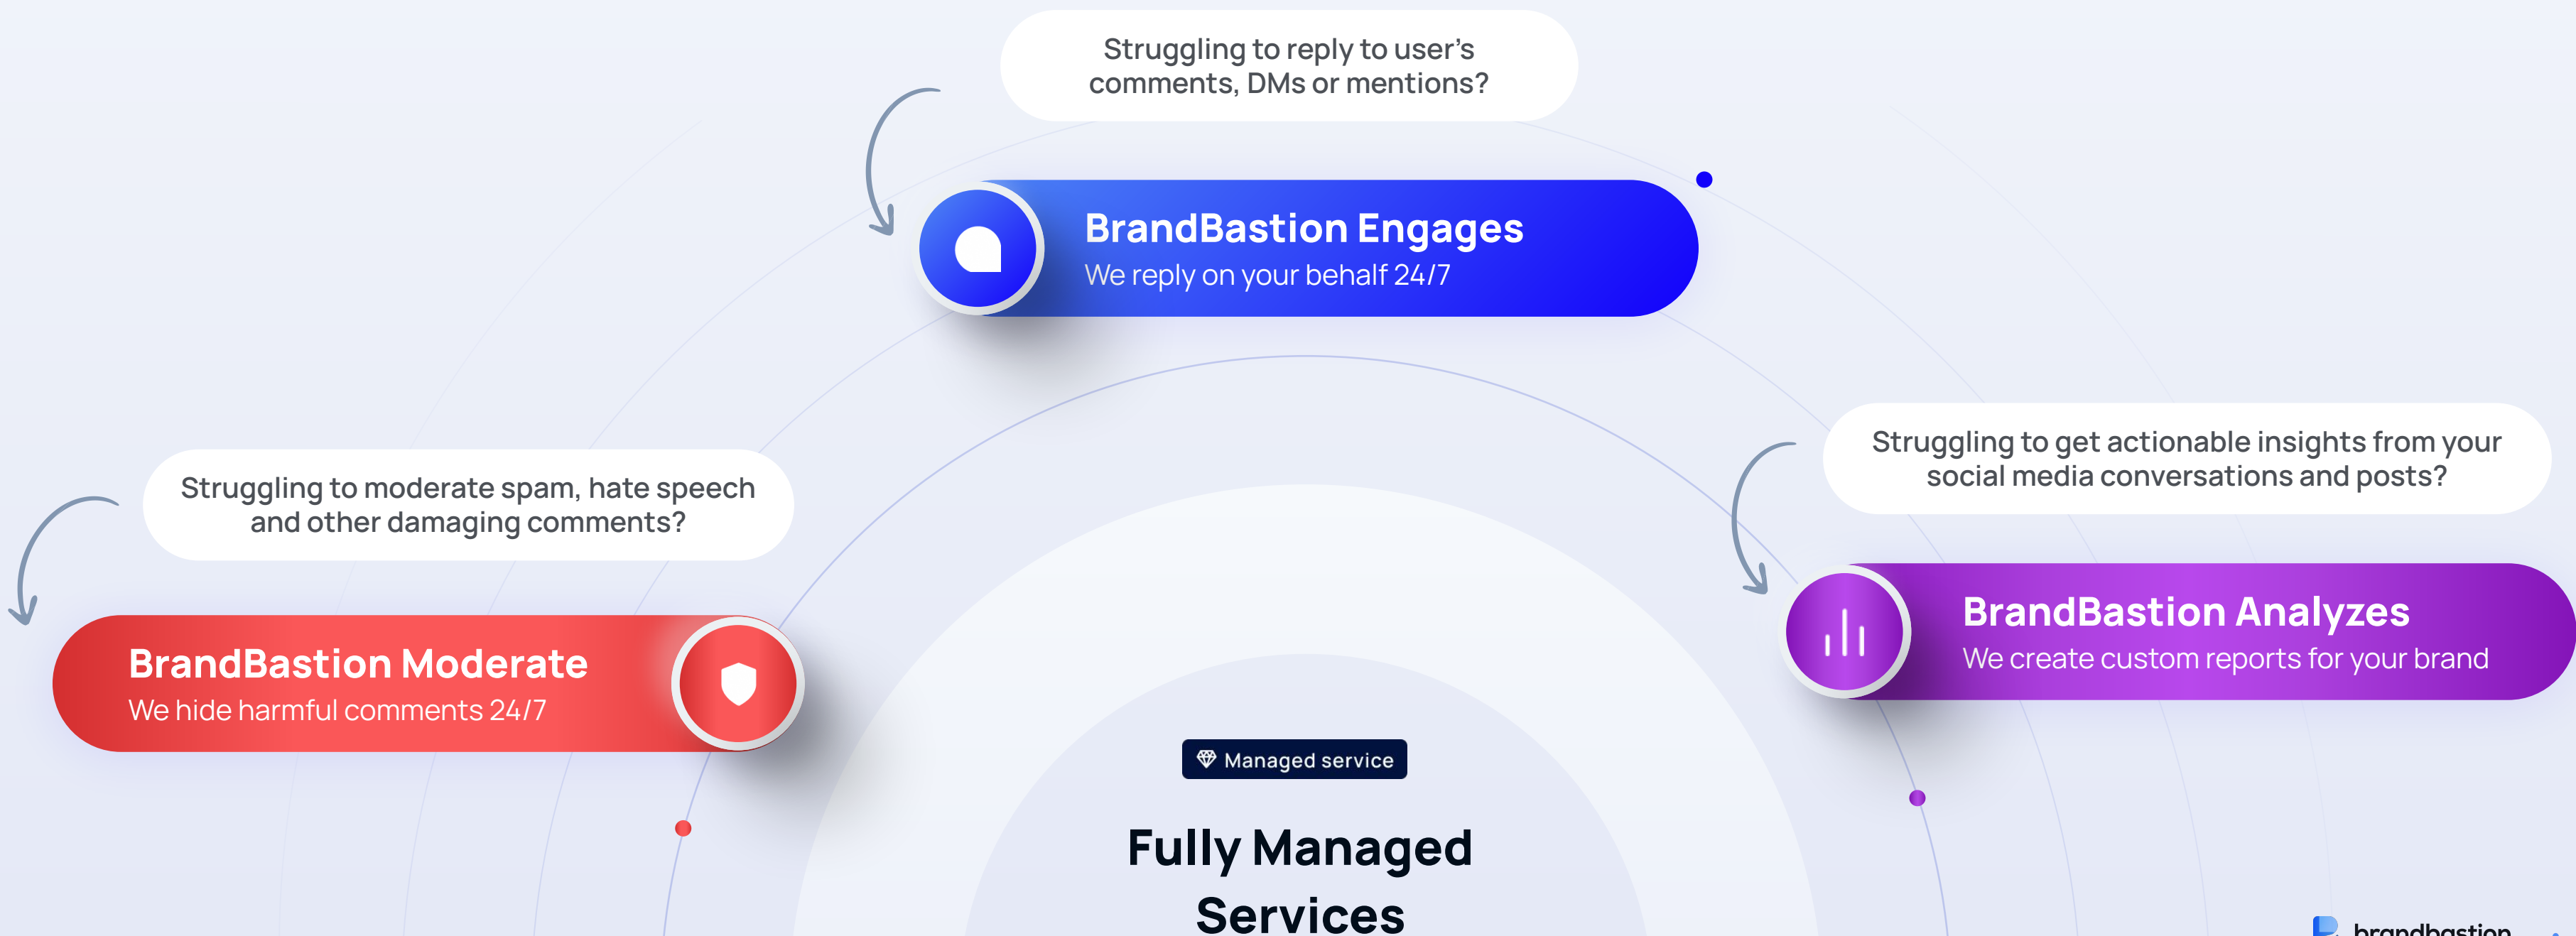 Struggling to reply to user's
comments, DMs or mentions?
BrandBastion Engages
We reply on your behalf 24/7
Struggling to moderate spam, hate speech
and other damaging comments?
BrandBastion Moderate
We hide harmful comments 24/7
Struggling to get actionable insights from your
social media conversations and posts?
BrandBastion Analyzes
We create custom reports for your brand
Managed service
Fully Managed
Services
brandbastion